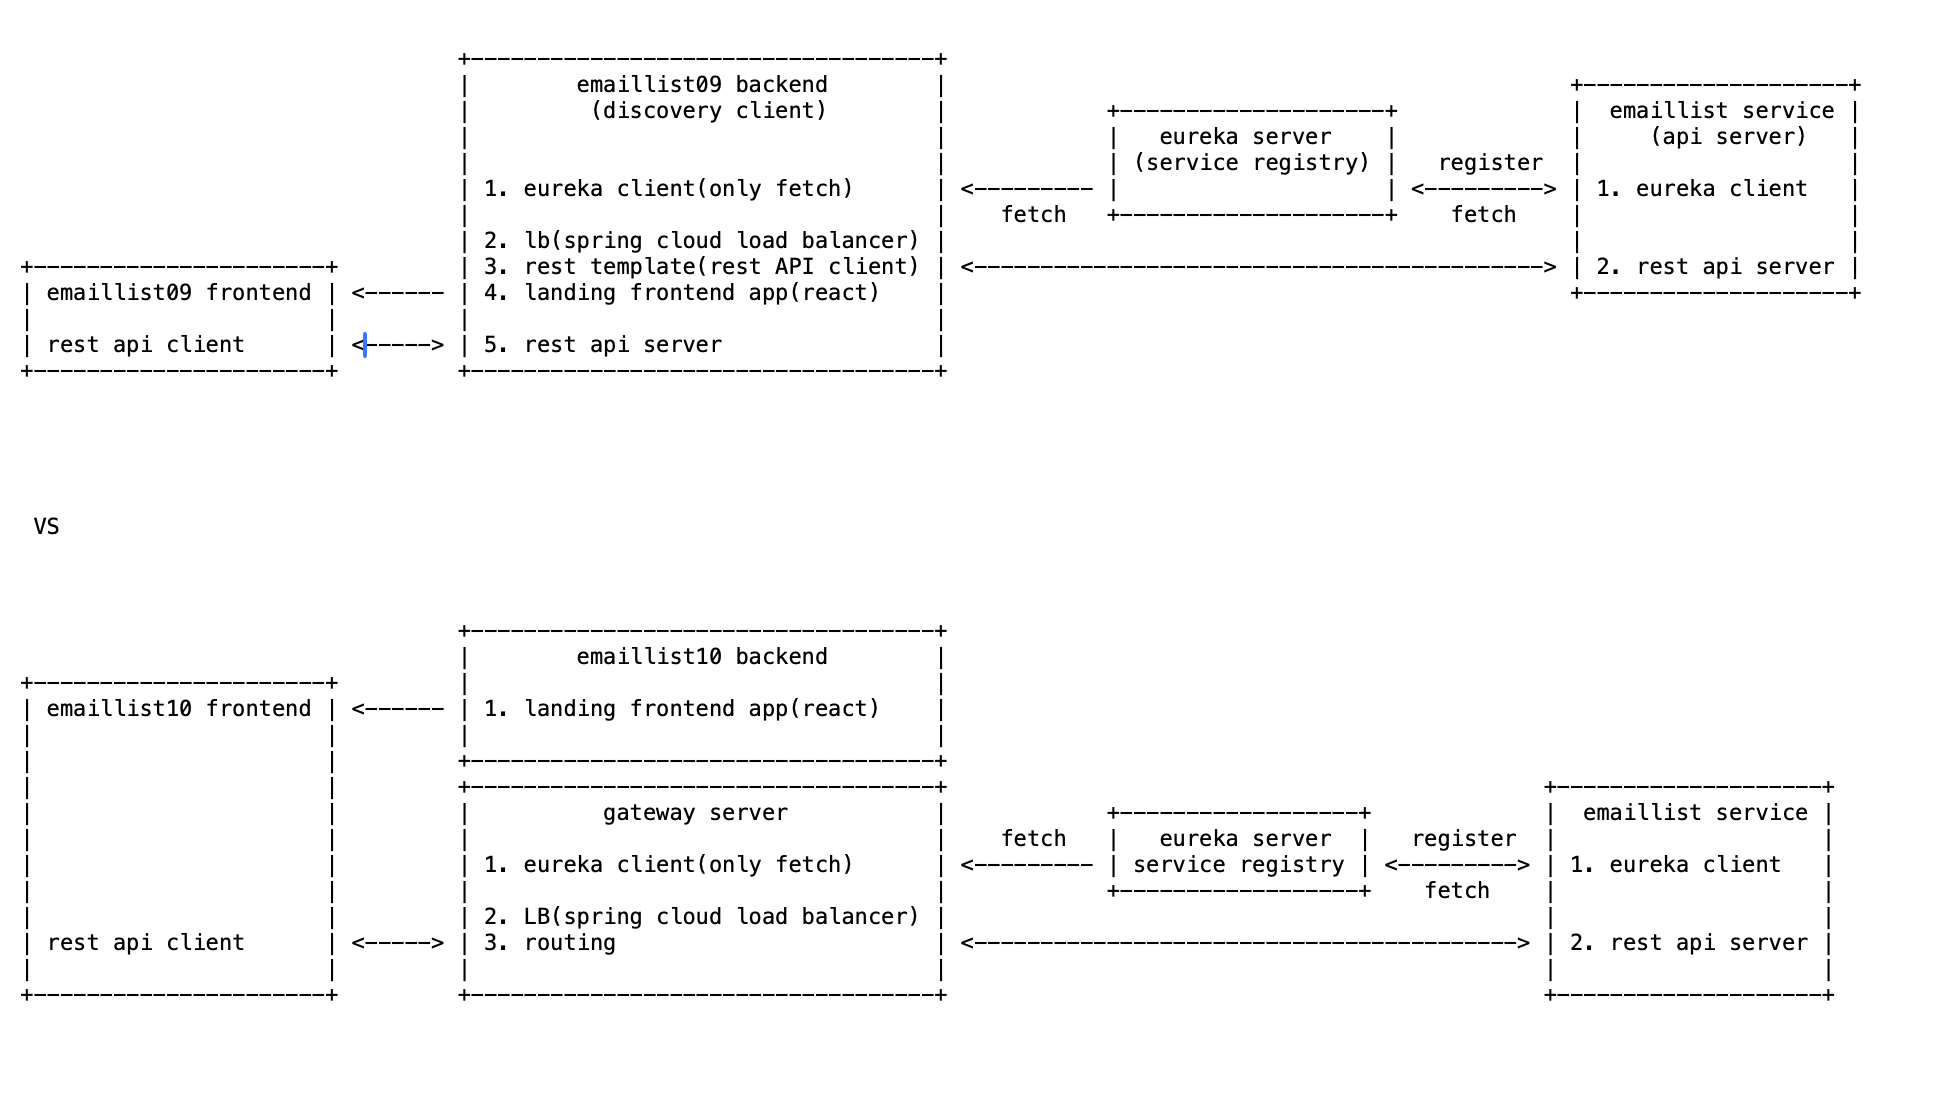 emaillist09 backend
(discovery client)
emaillist service
eureka server
(api server)
(service registry)
register
1. eureka client(only fetch)
<--------- 
<--------->
1. eureka client
fetch
fetch
2. lb(spring cloud load balancer)
3. rest template(rest API client)
<------------------------------------------->
2. rest api server
emaillist09 frontend
<------
4. landing frontend app(react)
rest api client
<----->
5. rest api server
VS
emaillist10 backend
emaillist10 frontend
<------
1. landing frontend app(react)
gateway server
emaillist service
fetch
eureka server
register
1. eureka client(only fetch)
<---------
service registry
<--------->
1. eureka client
fetch
2. LB(spring cloud load balancer)
rest api client
<----->
3. routing
<----------------------------------------->
2. rest api server